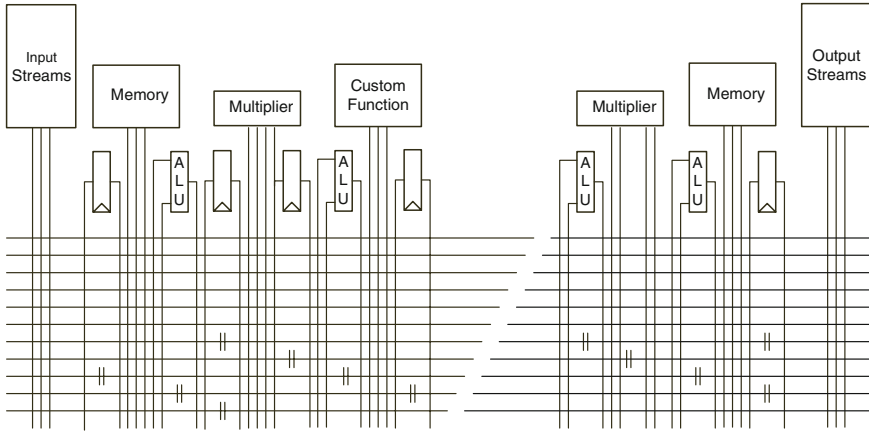 Input
Streams
Memory
Multiplier
Custom
Function
Multiplier
Memory
Output
Streams
A
L
U
A
L
U
A
L
U
A
L
U